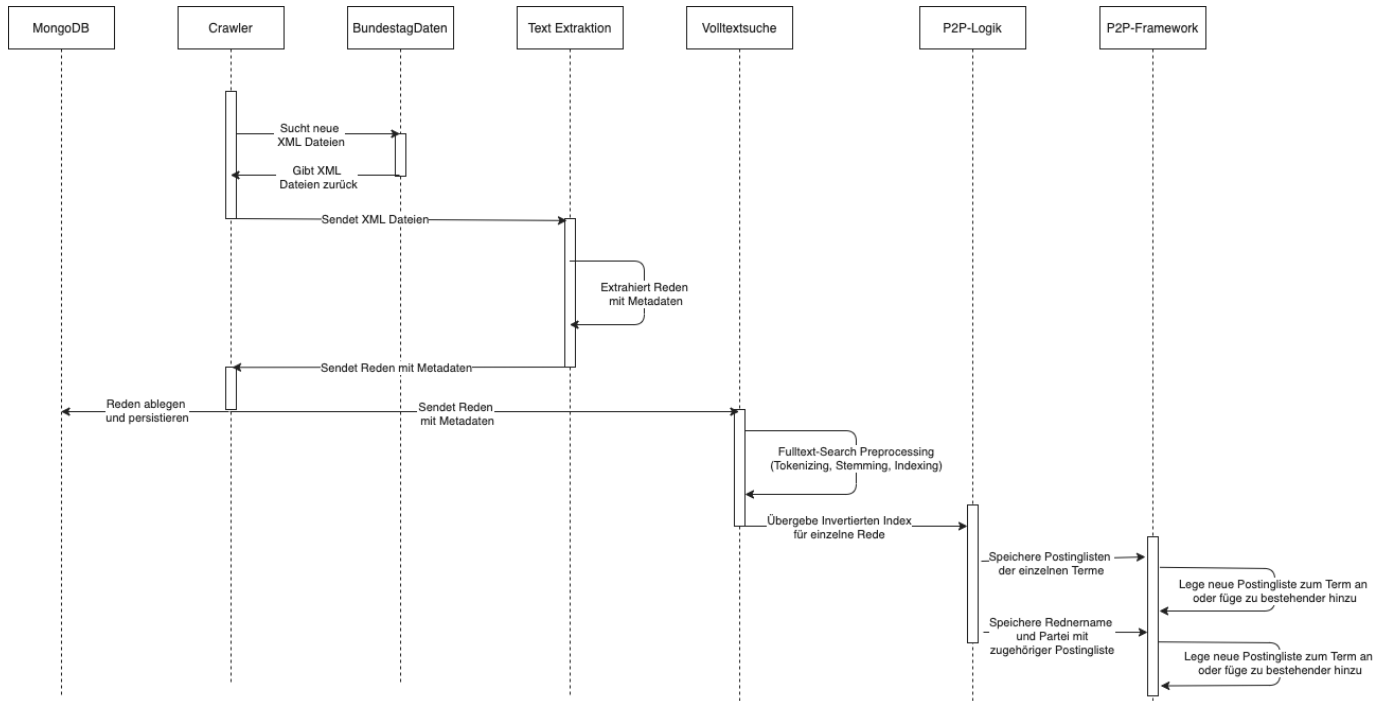 MongoDB
Crawler
BundestagDaten
Text Extraktion
Volltextsuche
P2P-Logik
P2P-Framework
Sucht neue
XML Dateien
Gibt XML
Dateien zurück
Sendet XML Dateien
Extrahiert Reden
mit Metadaten
Sendet Reden mit Metadaten
Reden ablegen
und persistieren
Sendet Reden
mit Metadaten
Fulltext-Search Preprocessing
(Tokenizing, Stemming, Indexing)
Übergebe Invertierten Index
für einzelne Rede
Speichere Postinglisten
der einzelnen Terme
Lege neue Postingliste zum Term an
oder füge zu bestehender hinzu
Speichere Rednername
und Partei mit
zugehöriger Postingliste
Lege neue Postingliste zum Term an
oder füge zu bestehender hinzu